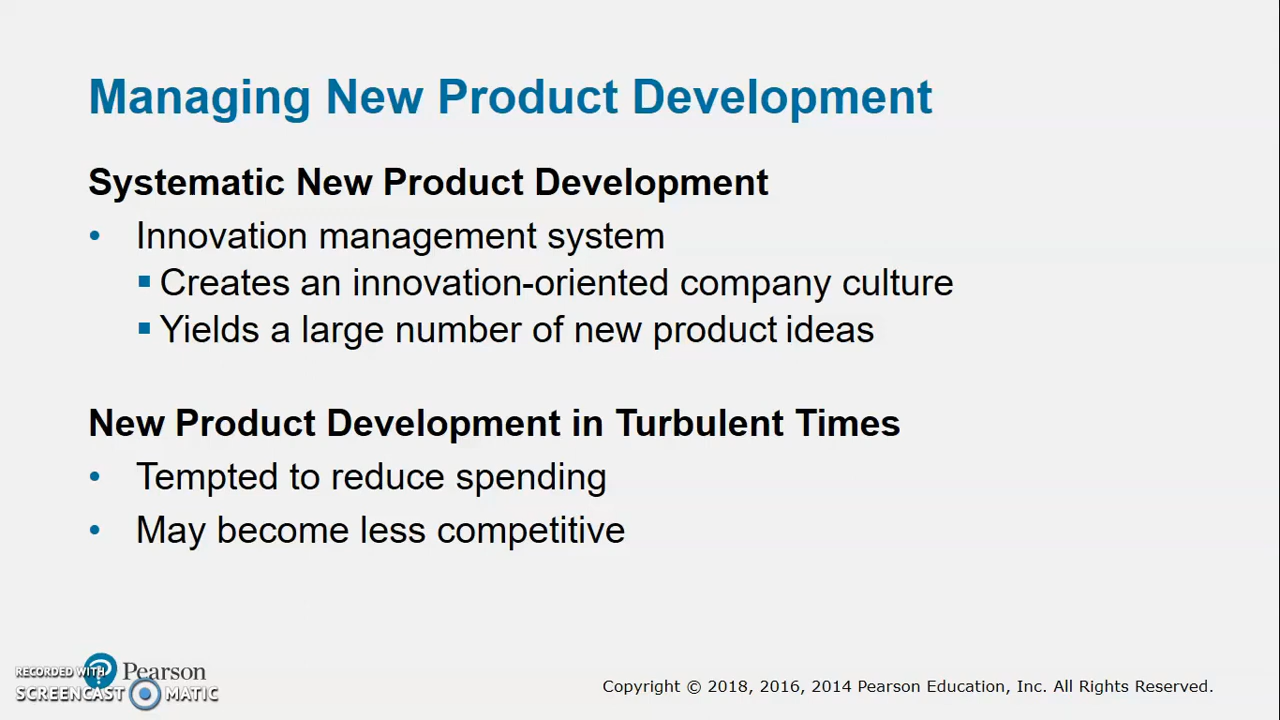 Managing New Product Development
Systematic New Product Development
• Innovation management system
▪ Creates an innovation-oriented company culture
▪ Yields a large number of new product ideas
New Product Development in Turbulent Times
• Tempted to reduce spending
• May become less competitive
RECORDED WITH
SCREENCAST MATIC
Pearson
Copyright © 2018, 2016, 2014 Pearson Education, Inc. All Rights Reserved.